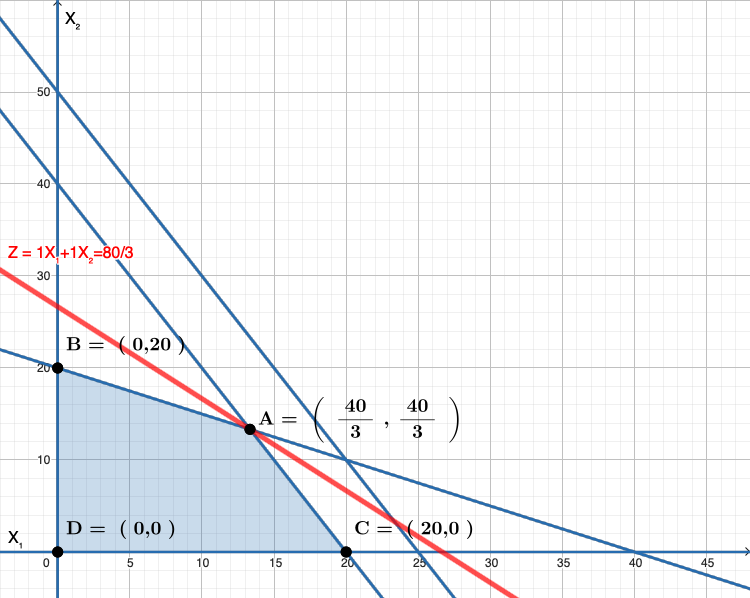 X₂
50
40
Z = 1X₁+1X₂=80/3
30
B = ( 0,20 )
20
A = ( 40/3 , 40/3 )
10
D = ( 0,0 )
C = ( 20,0 )
X₁
0 5 10 15 20 25 30 35 40 45